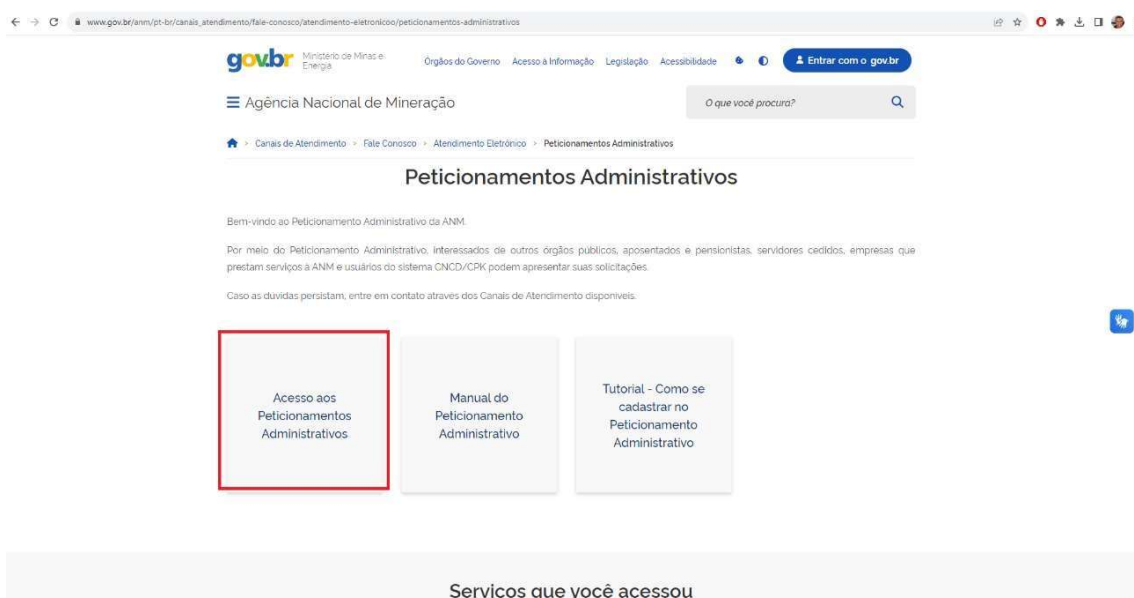 www.gov.br/anm/pt-br/canais_atendimento/fale-conosco/atendimento-eletronicoo/peticionamentos-administrativos
gov.br
Ministério de Minas e
Energia
Órgãos do Governo Acesso à Informação Legislação Acessibilidade
Entrar com o gov.br
Agência Nacional de Mineração
O que você procura?
> Canais de Atendimento > Fale Conosco > Atendimento Eletrônico > Peticionamentos Administrativos
Peticionamentos Administrativos
Bem-vindo ao Peticionamento Administrativo da ANM.
Por meio do Peticionamento Administrativo, interessados de outros órgãos públicos, aposentados e pensionistas, servidores cedidos, empresas que
prestam serviços à ANM e usuários do sistema CNCD/CPK podem apresentar suas solicitações.
Caso as dúvidas persistam, entre em contato através dos Canais de Atendimento disponíveis.
Acesso aos
Peticionamentos
Administrativos
Manual do
Peticionamento
Administrativo
Tutorial - Como se
cadastrar no
Peticionamento
Administrativo
Serviços que você acessou